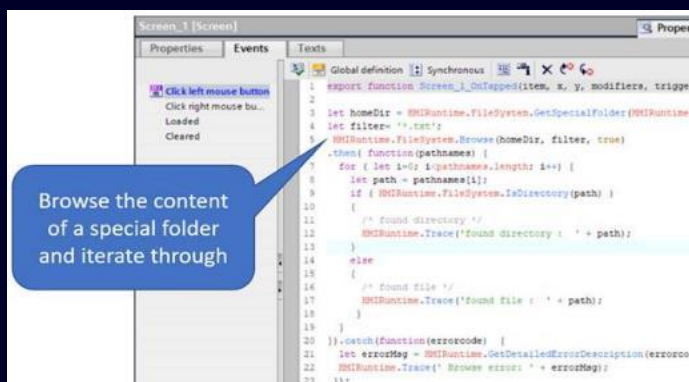 Screen_1 [Screen]
Proper
Properties Events Texts
Global definition Synchronous
Click left mouse button
Click right mouse bu...
Loaded
Cleared
Browse the content
of a special folder
and iterate through
1 export function Screen_1_OnTapped(item, x, y, modifiers, trigge
2
3 let homeDir = HMIRuntime.FileSystem.GetSpecialFolder(HMIRuntime
4 let filter= '*.txt';
5 HMIRuntime.FileSystem.Browse(homeDir, filter, true)
6 .then( function(pathnames) {
7 for ( let i=0; i<pathnames.length; i++) {
8 let path = pathnames[i];
9 if ( HMIRuntime.FileSystem.IsDirectory(path) )
10 {
11 /* found directory */
12 HMIRuntime.Trace('found directory : ' + path);
13 }
14 else
15 {
16 /* found file */
17 HMIRuntime.Trace('found file : ' + path);
18 }
19 }
20 }).catch(function(errorcode) {
21 let errorMsg = HMIRuntime.GetDetailedErrorDescription(errorco
22 HMIRuntime.Trace(' Browse error: ' + errorMsg);
23 });